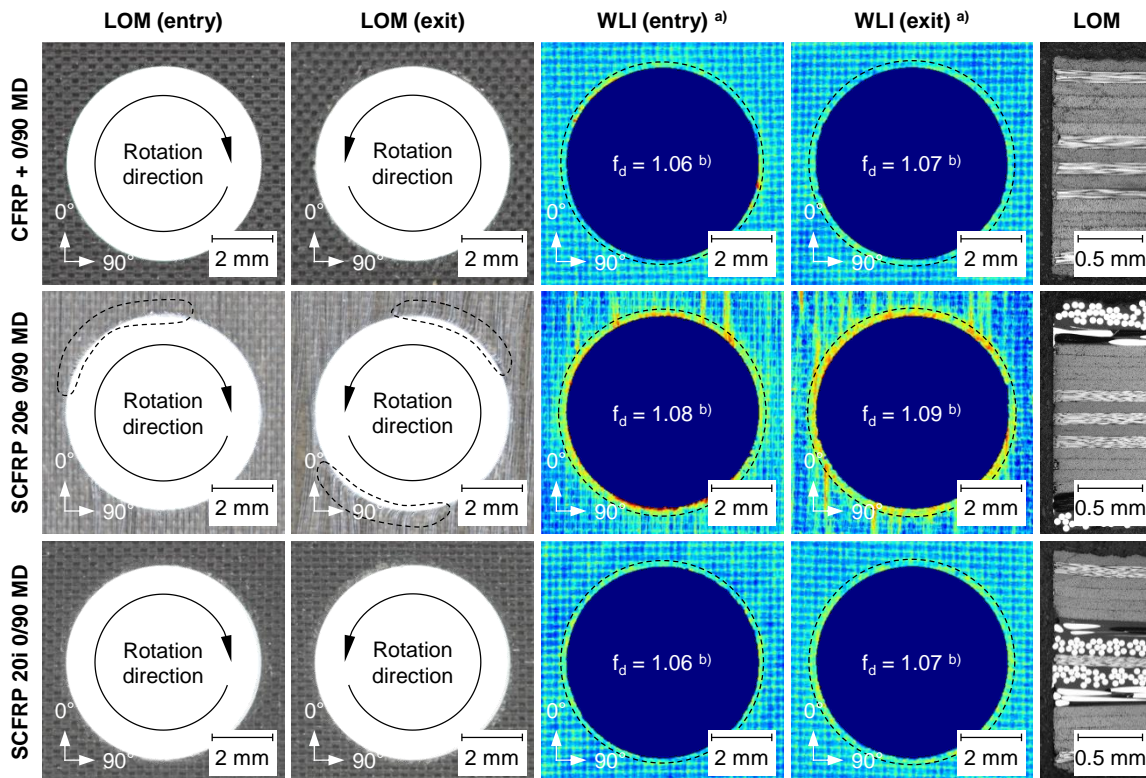 LOM (entry) LOM (exit) WLI (entry) a) WLI (exit) a) LOM
CFRP + 0/90 MD
Rotation
direction
0°
90°
2 mm
Rotation
direction
0°
90°
2 mm
f_d = 1.06 b)
0°
90°
2 mm
f_d = 1.07 b)
0°
90°
2 mm
0.5 mm
SCFRP 20e 0/90 MD
Rotation
direction
0°
90°
2 mm
Rotation
direction
0°
90°
2 mm
f_d = 1.08 b)
0°
90°
2 mm
f_d = 1.09 b)
0°
90°
2 mm
0.5 mm
SCFRP 20i 0/90 MD
Rotation
direction
0°
90°
2 mm
Rotation
direction
0°
90°
2 mm
f_d = 1.06 b)
0°
90°
2 mm
f_d = 1.07 b)
0°
90°
2 mm
0.5 mm